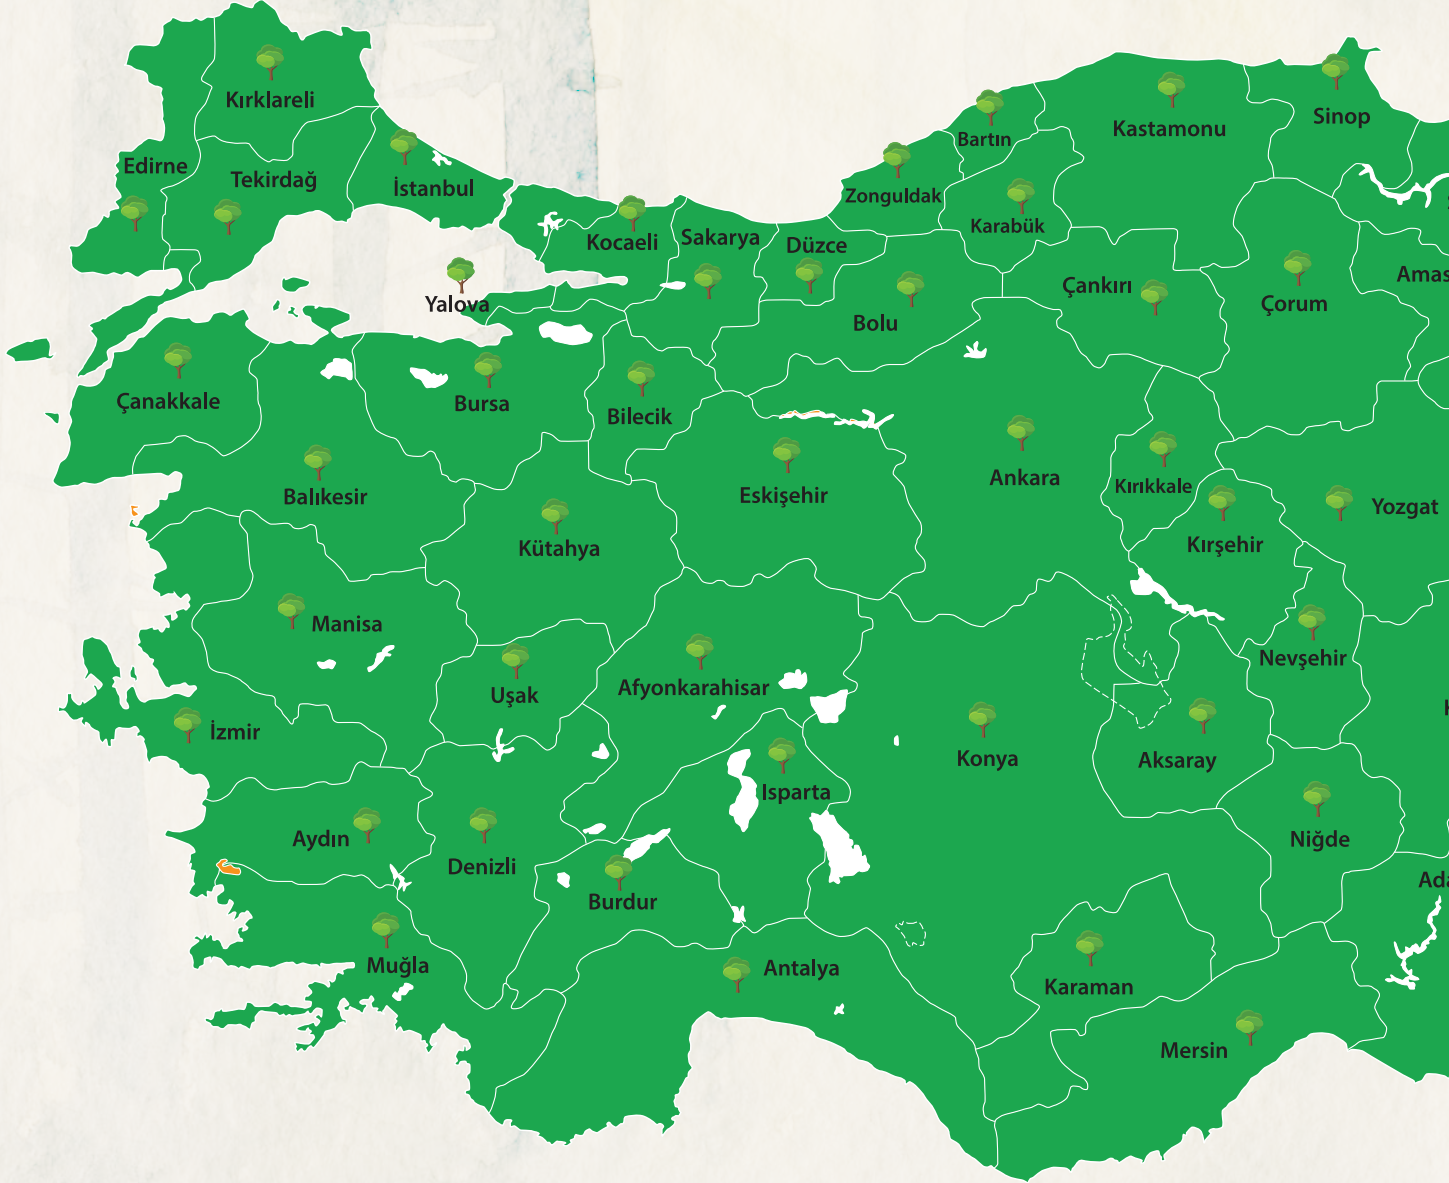 Kırklareli
Sinop
Kastamonu
Bartın
Edirne
Tekirdağ
İstanbul
Zonguldak
Karabük
Kocaeli
Sakarya
Düzce
Amas
Çankırı
Yalova
Çorum
Bolu
Çanakkale
Bursa
Bilecik
Ankara
Kırıkkale
Balıkesir
Eskişehir
Yozgat
Kütahya
Kırşehir
Manisa
Nevşehir
Afyonkarahisar
Uşak
K
İzmir
Konya
Aksaray
Isparta
Aydın
Niğde
Denizli
Ada
Burdur
Muğla
Antalya
Karaman
Mersin